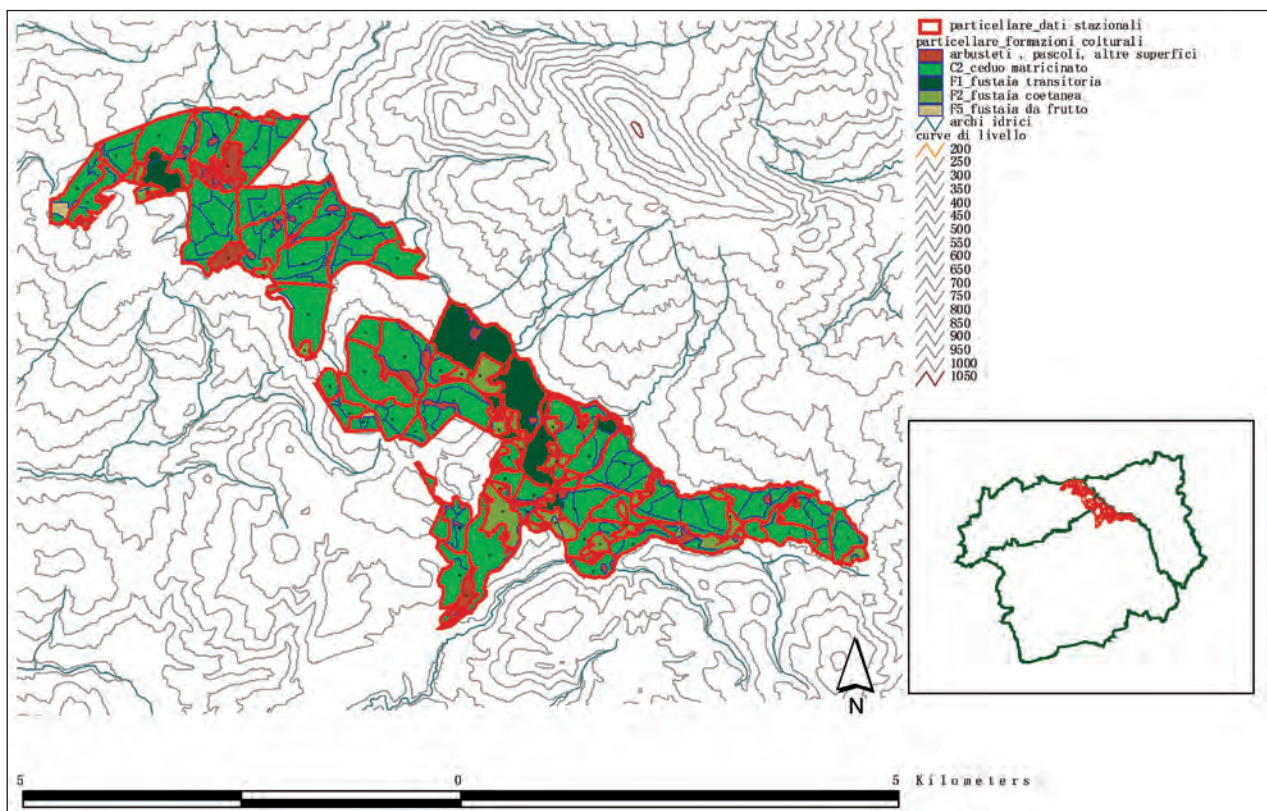 particellare_dati stazionali
particellare_formazioni colturali
arbusteti , pascoli, altre superfici
C2_ceduo matricinato
F1_fustaia transitoria
F2_fustaia coetanea
F5_fustaia da frutto
archi idrici
curve di livello
200
250
300
350
400
450
500
550
600
650
700
750
800
850
900
950
1000
1050
N
5 0 5 Kilometers